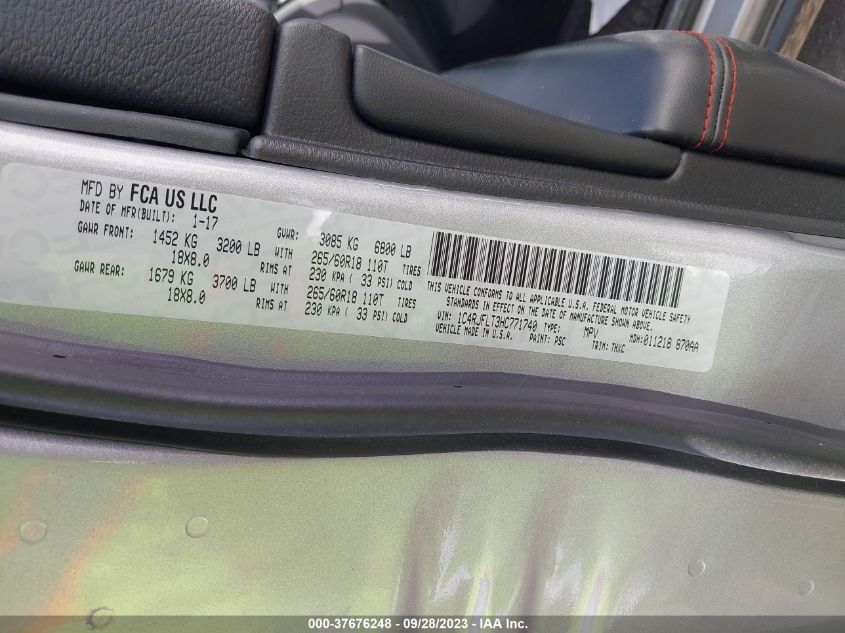 MFD BY FCA US LLC
DATE OF MFR(BUILT): 1-17
GAWR FRONT: 1452 KG 3200 LB WITH 265/60R18 110T TIRES
18X8.0 RIMS AT 230 KPA ( 33 PSI) COLD
GAWR REAR: 1679 KG 3700 LB WITH 265/60R18 110T TIRES
18X8.0 RIMS AT 230 KPA ( 33 PSI) COLD
GVWR: 3085 KG 6800 LB
THIS VEHICLE CONFORMS TO ALL APPLICABLE U.S.A. FEDERAL MOTOR VEHICLE SAFETY
STANDARDS IN EFFECT ON THE DATE OF MANUFACTURE SHOWN ABOVE.
VIN: 1C4RJFLT3HC771740 TYPE: MPV MDH:011218 870AA
VEHICLE MADE IN U.S.A. PAINT: PSC TRIM: THXC
000-37676248 - 09/28/2023 - IAA Inc.